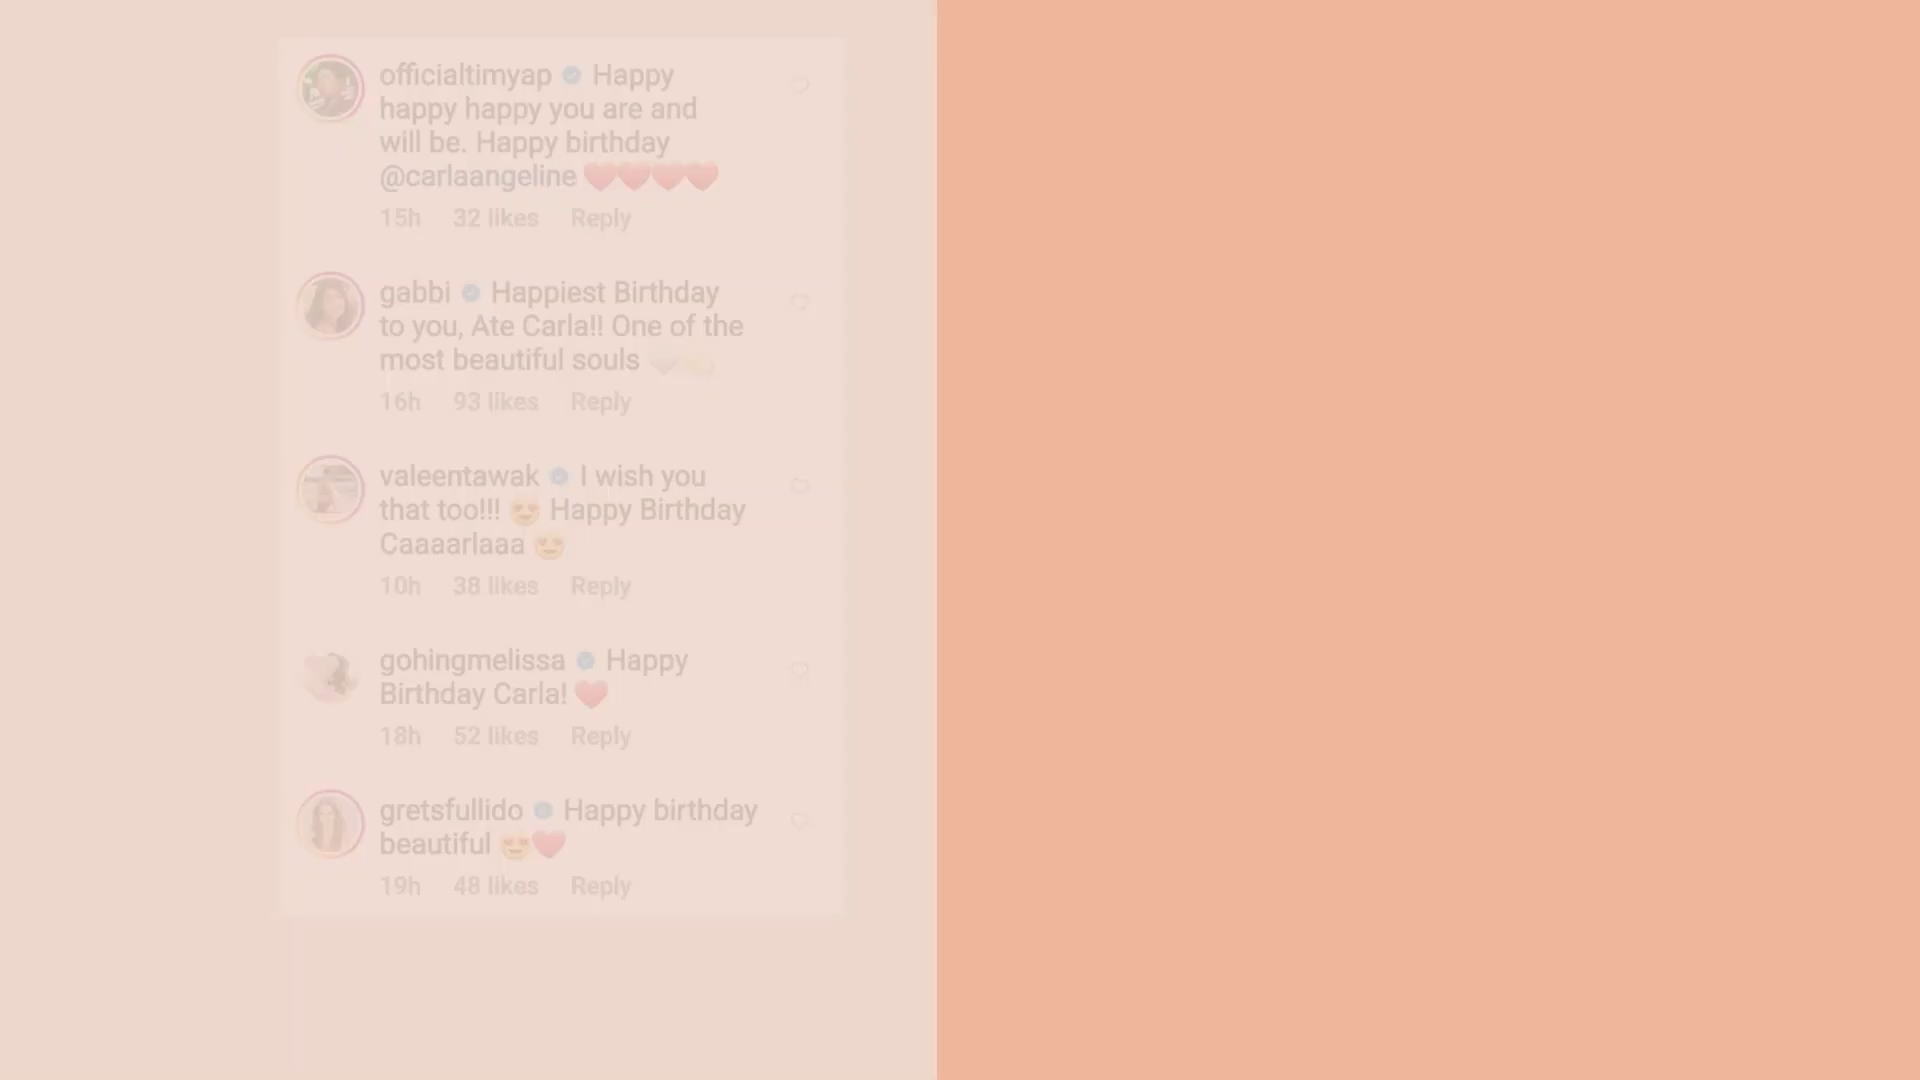 officialtimyap Happy
happy happy you are and
will be. Happy birthday
@carlaangeline ❤️❤️❤️❤️
15h 32 likes Reply
gabbi Happiest Birthday
to you, Ate Carla!! One of the
most beautiful souls 🤍💫
16h 93 likes Reply
valeentawak I wish you
that too!!! 😍 Happy Birthday
Caaaarlaaa 😍
10h 38 likes Reply
gohingmelissa Happy
Birthday Carla! ❤️
18h 52 likes Reply
gretsfullido Happy birthday
beautiful 😍❤️
19h 48 likes Reply